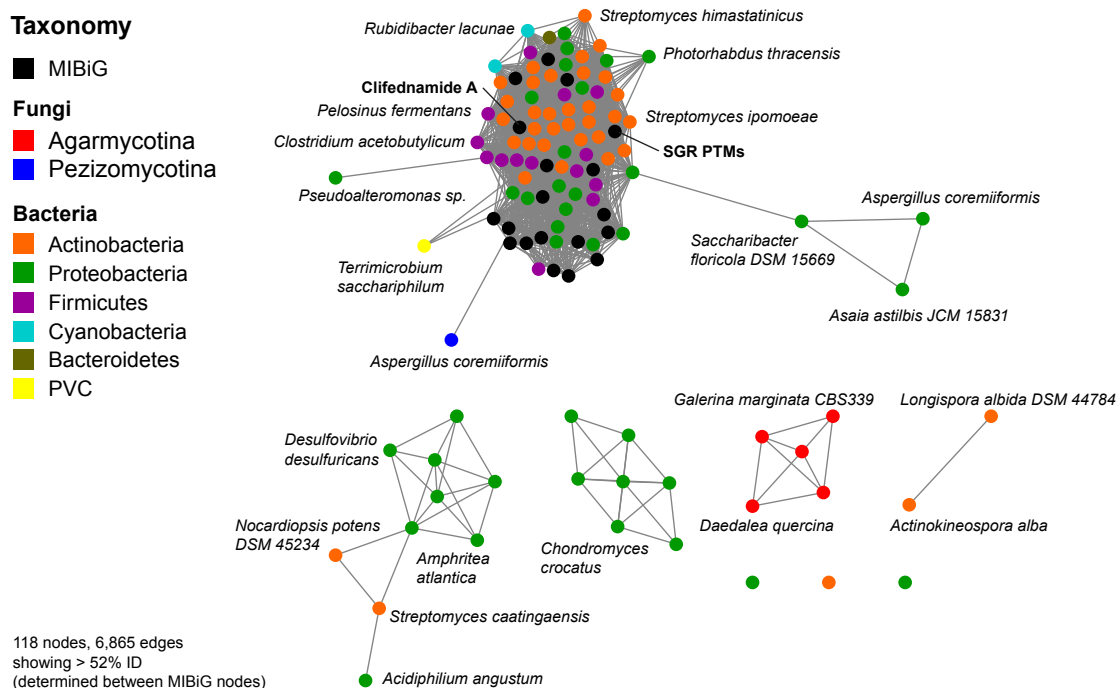 Taxonomy
MIBiG
Fungi
Agarmycotina
Pezizomycotina
Bacteria
Actinobacteria
Proteobacteria
Firmicutes
Cyanobacteria
Bacteroidetes
PVC
Rubidibacter lacunae
Streptomyces himastatinicus
Photorhabdus thracensis
Clifednamide A
Pelosinus fermentans
Clostridium acetobutylicum
Streptomyces ipomoeae
SGR PTMs
Pseudoalteromonas sp.
Terrimicrobium
sacchariphilum
Aspergillus coremiiformis
Saccharibacter
floricola DSM 15669
Aspergillus coremiiformis
Asaia astilbis JCM 15831
Desulfovibrio
desulfuricans
Nocardiopsis potens
DSM 45234
Amphritea
atlantica
Streptomyces caatingaensis
Acidiphilium angustum
Chondromyces
crocatus
Galerina marginata CBS339
Daedalea quercina
Longispora albida DSM 44784
Actinokineospora alba
118 nodes, 6,865 edges
showing > 52% ID
(determined between MIBiG nodes)